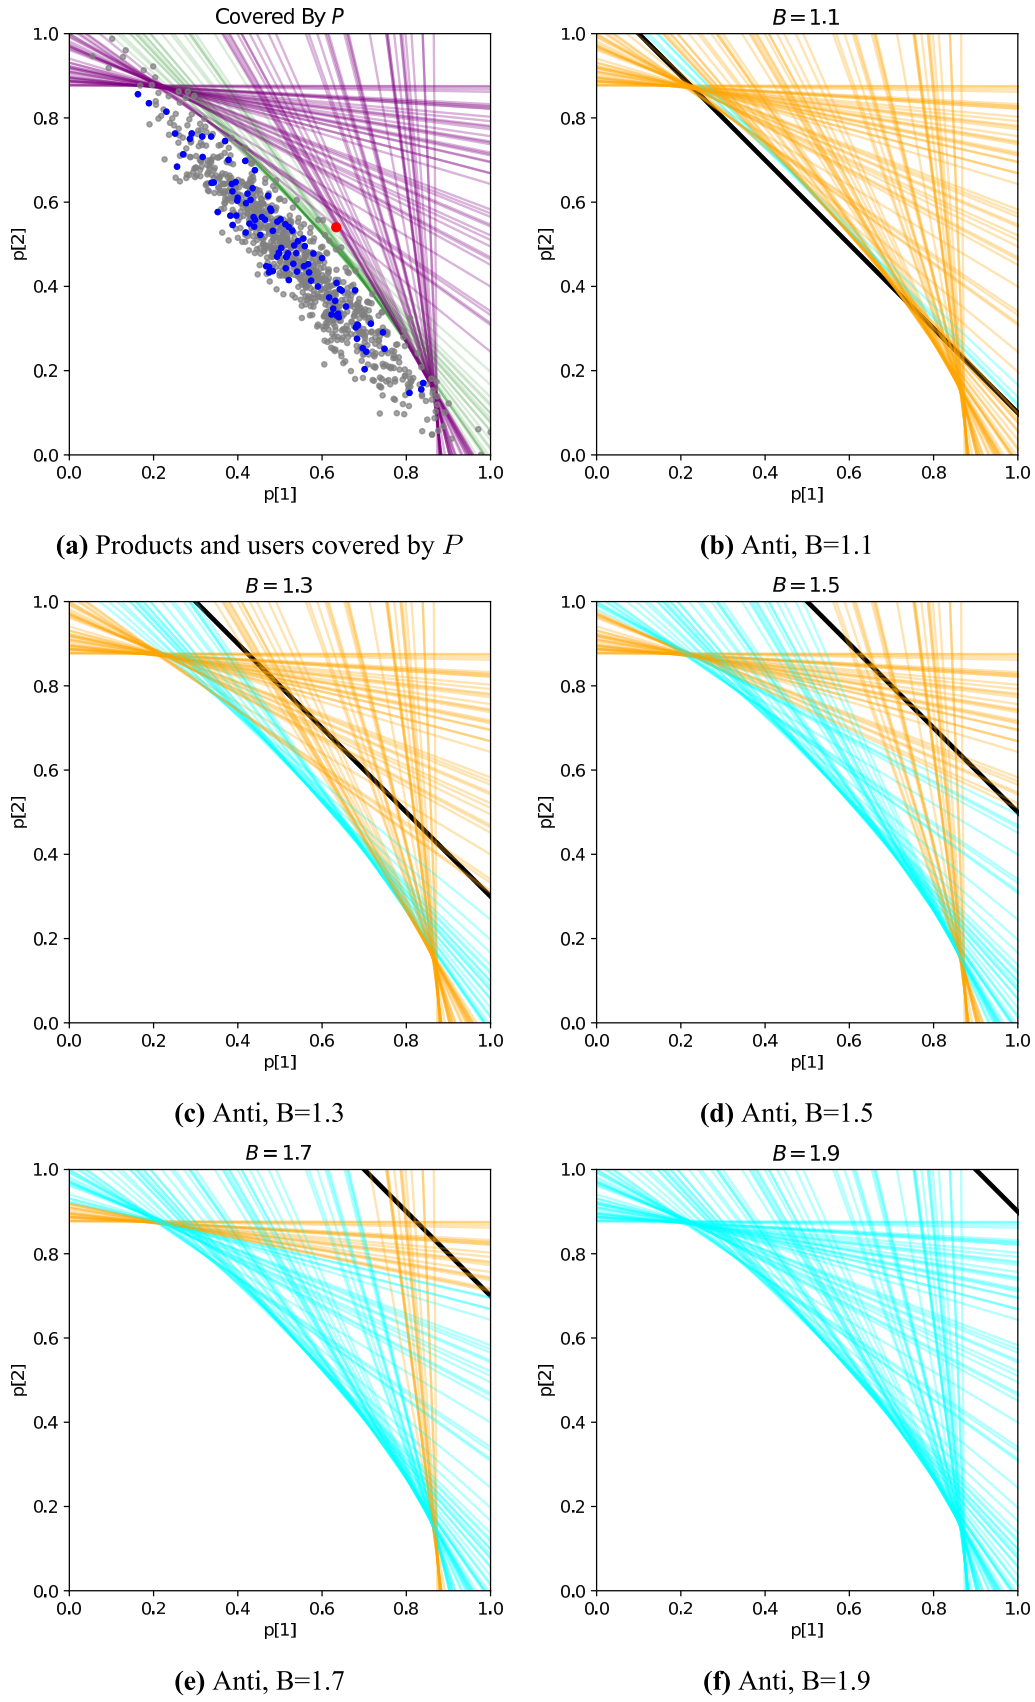 Covered By P
B = 1.1
1.0
0.8
0.6
0.4
0.2
0.0
p[2]
0.0 0.2 0.4 0.6 0.8 1.0
p[1]
1.0
0.8
0.6
0.4
0.2
0.0
p[2]
0.0 0.2 0.4 0.6 0.8 1.0
p[1]
(a) Products and users covered by P
(b) Anti, B=1.1
B = 1.3
B = 1.5
1.0
0.8
0.6
0.4
0.2
0.0
p[2]
0.0 0.2 0.4 0.6 0.8 1.0
p[1]
1.0
0.8
0.6
0.4
0.2
0.0
p[2]
0.0 0.2 0.4 0.6 0.8 1.0
p[1]
(c) Anti, B=1.3
(d) Anti, B=1.5
B = 1.7
B = 1.9
1.0
0.8
0.6
0.4
0.2
0.0
p[2]
0.0 0.2 0.4 0.6 0.8 1.0
p[1]
1.0
0.8
0.6
0.4
0.2
0.0
p[2]
0.0 0.2 0.4 0.6 0.8 1.0
p[1]
(e) Anti, B=1.7
(f) Anti, B=1.9